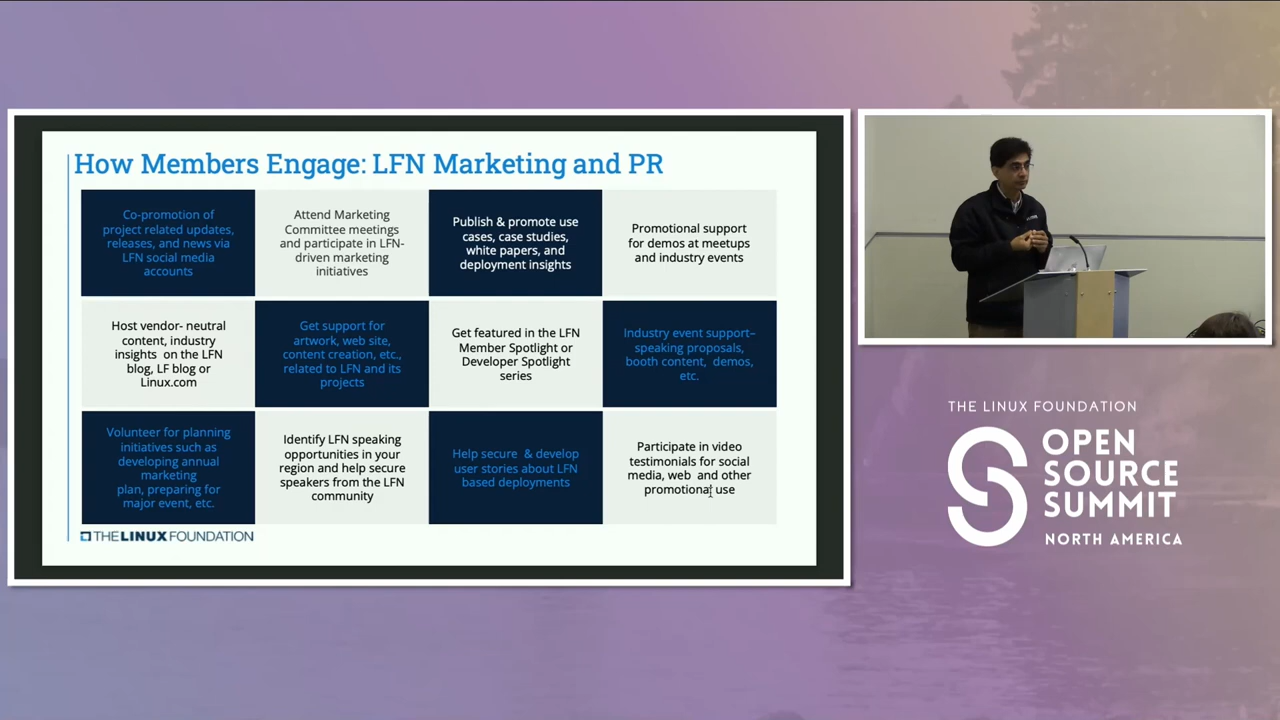 How Members Engage: LFN Marketing and PR
Co-promotion of
project related updates,
releases, and news via
LFN social media
accounts
Attend Marketing
Committee meetings
and participate in LFN-
driven marketing
initiatives
Publish & promote use
cases, case studies,
white papers, and
deployment insights
Promotional support
for demos at meetups
and industry events
Host vendor- neutral
content, industry
insights on the LFN
blog, LF blog or
Linux.com
Get support for
artwork, web site,
content creation, etc.,
related to LFN and its
projects
Get featured in the LFN
Member Spotlight or
Developer Spotlight
series
Industry event support–
speaking proposals,
booth content, demos,
etc.
Volunteer for planning
initiatives such as
developing annual
marketing
plan, preparing for
major event, etc.
Identify LFN speaking
opportunities in your
region and help secure
speakers from the LFN
community
Help secure & develop
user stories about LFN
based deployments
Participate in video
testimonials for social
media, web and other
promotional use
THE LINUX FOUNDATION
THE LINUX FOUNDATION
OPEN
SOURCE
SUMMIT
NORTH AMERICA